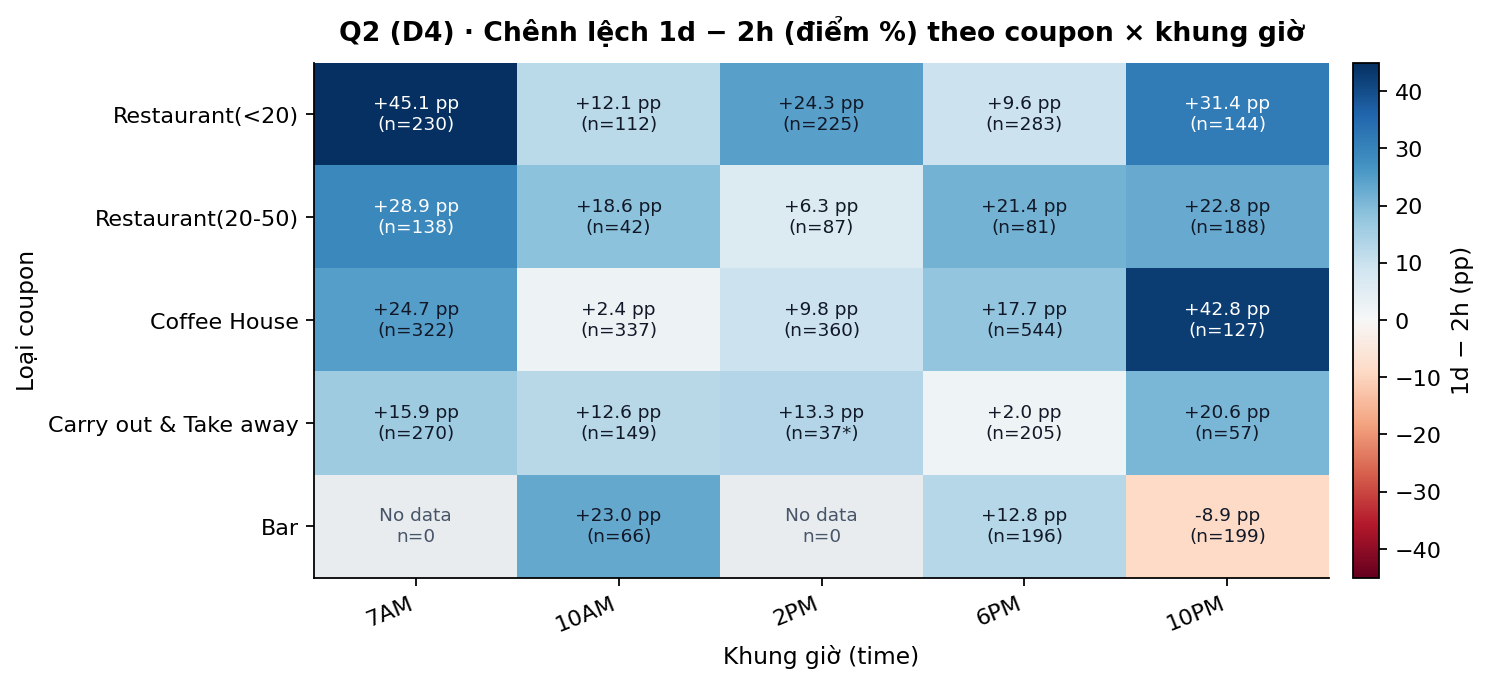 Q2 (D4) · Chênh lệch 1d − 2h (điểm %) theo coupon × khung giờ
Loại coupon
Restaurant(<20)
+45.1 pp
(n=230)
+12.1 pp
(n=112)
+24.3 pp
(n=225)
+9.6 pp
(n=283)
+31.4 pp
(n=144)
Restaurant(20-50)
+28.9 pp
(n=138)
+18.6 pp
(n=42)
+6.3 pp
(n=87)
+21.4 pp
(n=81)
+22.8 pp
(n=188)
Coffee House
+24.7 pp
(n=322)
+2.4 pp
(n=337)
+9.8 pp
(n=360)
+17.7 pp
(n=544)
+42.8 pp
(n=127)
Carry out & Take away
+15.9 pp
(n=270)
+12.6 pp
(n=149)
+13.3 pp
(n=37*)
+2.0 pp
(n=205)
+20.6 pp
(n=57)
Bar
No data
n=0
+23.0 pp
(n=66)
No data
n=0
+12.8 pp
(n=196)
-8.9 pp
(n=199)
7AM
10AM
2PM
6PM
10PM
Khung giờ (time)
40
30
20
10
0
−10
−20
−30
−40
1d − 2h (pp)